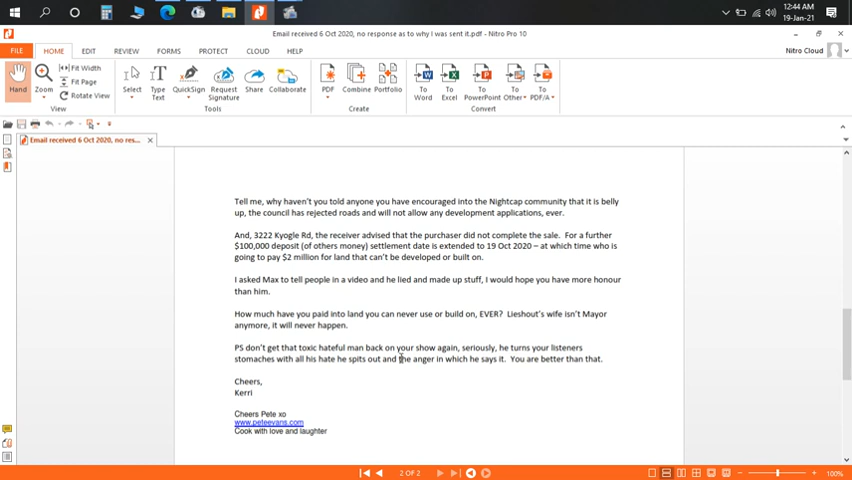 12:44 AM
19-Jan-21
Email received 6 Oct 2020, no response as to why I was sent it.pdf - Nitro Pro 10
FILE HOME EDIT REVIEW FORMS PROTECT CLOUD Nitro Cloud
Hand Zoom Fit Width Fit Page Rotate View Select Type Text QuickSign Request Signature Share Collaborate PDF Combine Portfolio To Word To Excel To PowerPoint To Other To PDF/A
View Tools Create Convert
Email received 6 Oct 2020, no res...
Tell me, why haven't you told anyone you have encouraged into the Nightcap community that it is belly
up, the council has rejected roads and will not allow any development applications, ever.
And, 3222 Kyogle Rd, the receiver advised that the purchaser did not complete the sale. For a further
$100,000 deposit (of others money) settlement date is extended to 19 Oct 2020 – at which time who is
going to pay $2 million for land that can't be developed or built on.
I asked Max to tell people in a video and he lied and made up stuff, I would hope you have more honour
than him.
How much have you paid into land you can never use or build on, EVER? Lieshout's wife isn't Mayor
anymore, it will never happen.
PS don't get that toxic hateful man back on your show again, seriously, he turns your listeners
stomaches with all his hate he spits out and the anger in which he says it. You are better than that.
Cheers,
Kerri
Cheers Pete xo
www.peteevans.com
Cook with love and laughter
2 OF 2
100%